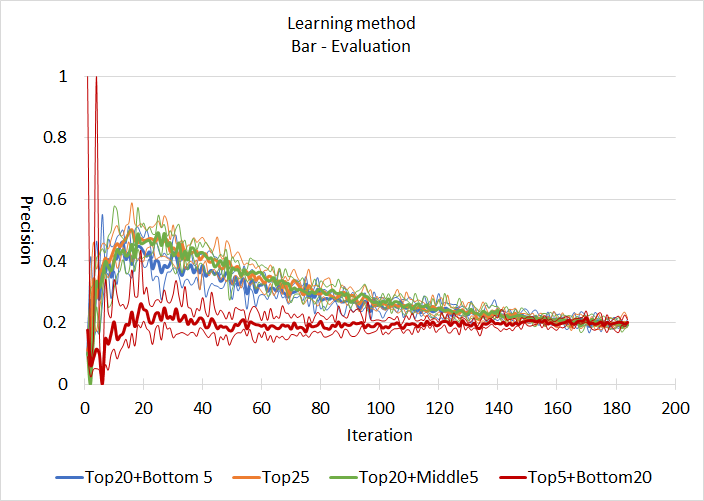 Learning method
Bar - Evaluation
1
0.8
0.6
0.4
0.2
0
Precision
0 20 40 60 80 100 120 140 160 180 200
Iteration
Top20+Bottom 5 Top25 Top20+Middle5 Top5+Bottom20